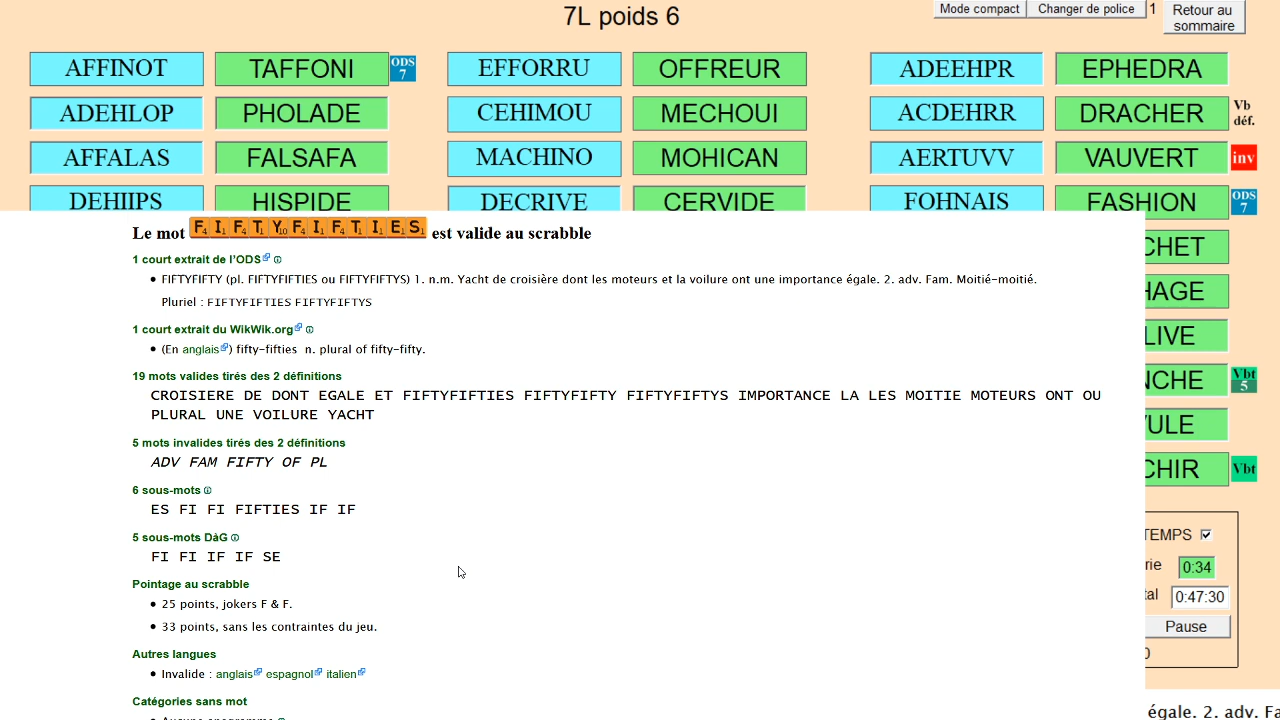 7L poids 6
Mode compact
Changer de police
1
Retour au
sommaire
AFFINOT TAFFONI ODS 7 EFFORRU OFFREUR ADEEHPR EPHEDRA
ADEHLOP PHOLADE CEHIMOU MECHOUI ACDEHRR DRACHER Vb déf.
AFFALAS FALSAFA MACHINO MOHICAN AERTUVV VAUVERT inv
DEHIIPS HISPIDE DECRIVE CERVIDE FOHNAIS FASHION ODS 7
Le mot FIFTYFIFTIES est valide au scrabble
1 court extrait de l'ODS
• FIFTYFIFTY (pl. FIFTYFIFTIES ou FIFTYFIFTYS) 1. n.m. Yacht de croisière dont les moteurs et la voilure ont une importance égale. 2. adv. Fam. Moitié-moitié.
Pluriel : FIFTYFIFTIES FIFTYFIFTYS
1 court extrait du WikWik.org
• (En anglais) fifty-fifties n. plural of fifty-fifty.
19 mots valides tirés des 2 définitions
CROISIERE DE DONT EGALE ET FIFTYFIFTIES FIFTYFIFTY FIFTYFIFTYS IMPORTANCE LA LES MOITIE MOTEURS ONT OU
PLURAL UNE VOILURE YACHT
5 mots invalides tirés des 2 définitions
ADV FAM FIFTY OF PL
6 sous-mots
ES FI FI FIFTIES IF IF
5 sous-mots DàG
FI FI IF IF SE
Pointage au scrabble
• 25 points, jokers F & F.
• 33 points, sans les contraintes du jeu.
Autres langues
• Invalide : anglais espagnol italien
Catégories sans mot
CHET
HAGE
LIVE
NCHE Vbt 5
VULE
CHIR Vbt
TEMPS
rie 0:34
tal 0:47:30
Pause
0
égale. 2. adv. Fa